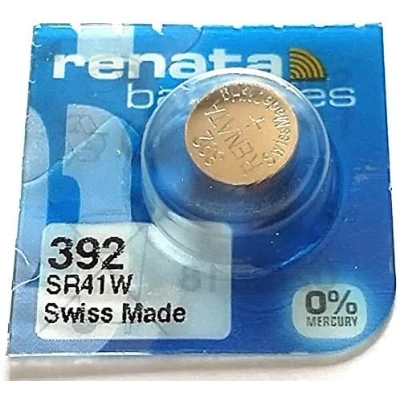 renata
batteries
392
SR41W
Swiss Made
0%
MERCURY